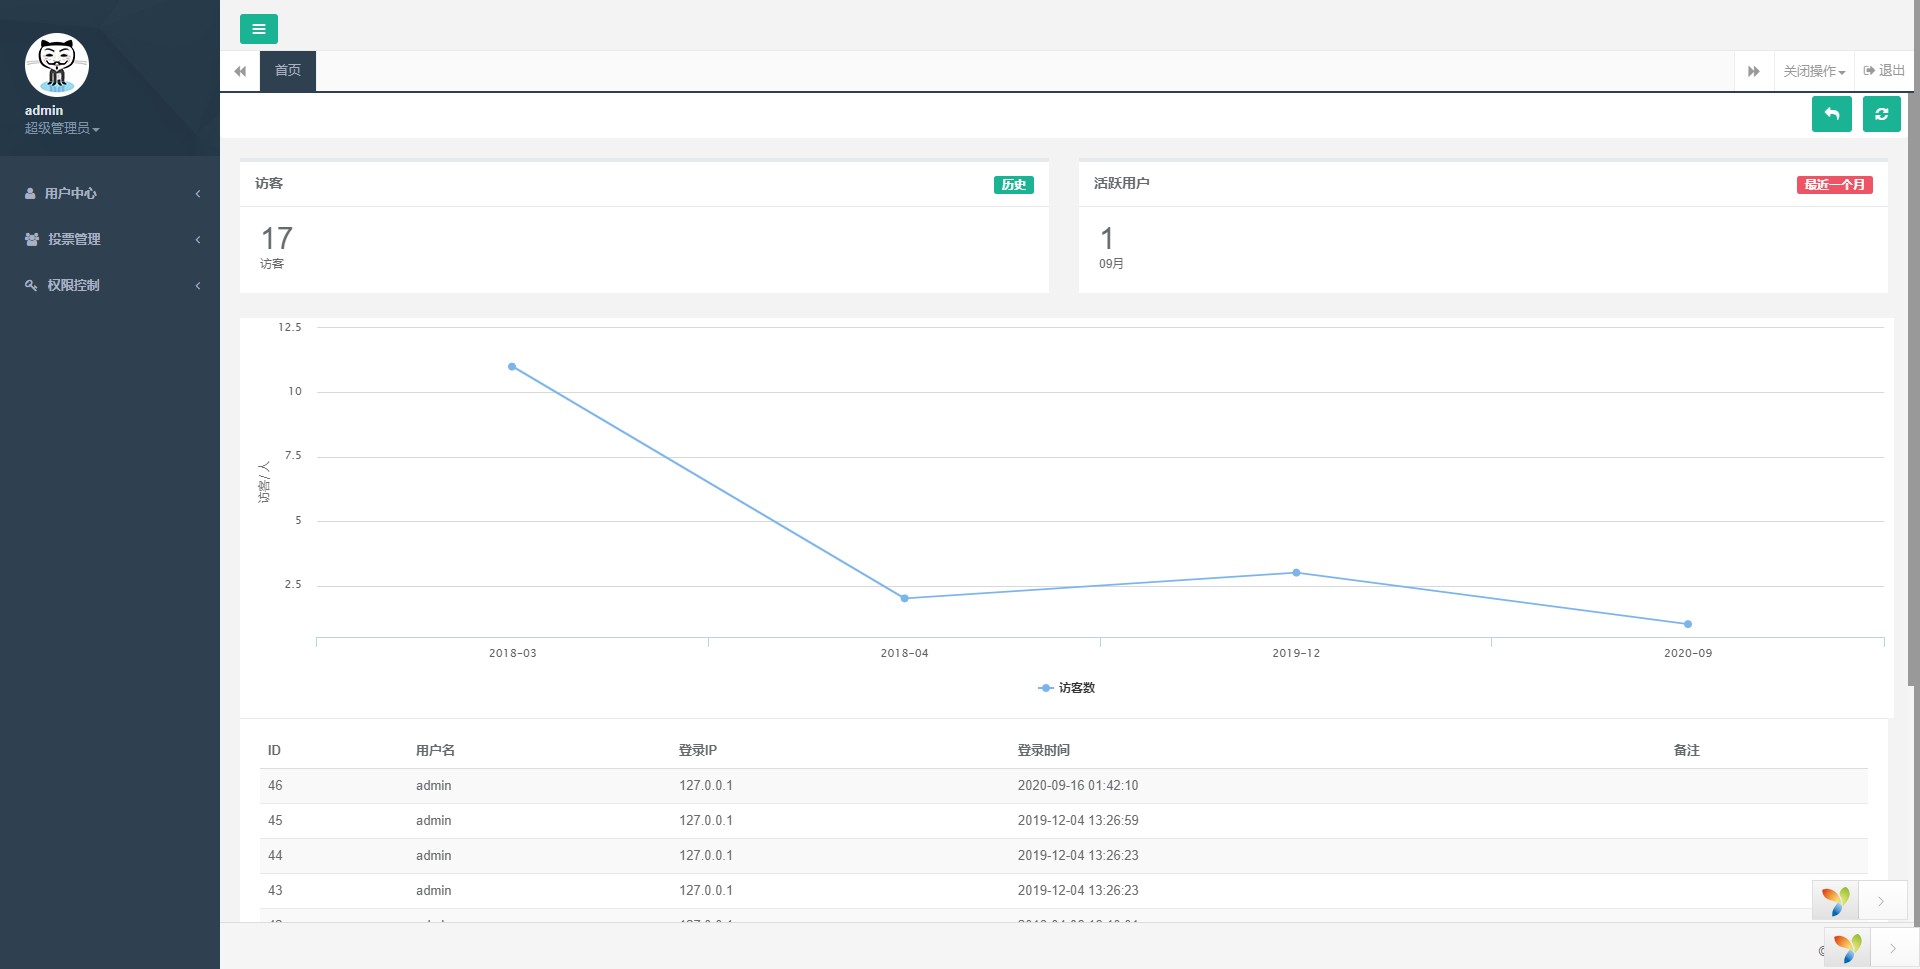 admin
超级管理员
用户中心
投票管理
权限控制
首页
关闭操作
退出
访客
历史
17
访客
活跃用户
最近一个月
1
09月
12.5
10
7.5
5
2.5
访客/人
2018-03
2018-04
2019-12
2020-09
访客数
ID 用户名 登录IP 登录时间 备注
46 admin 127.0.0.1 2020-09-16 01:42:10
45 admin 127.0.0.1 2019-12-04 13:26:59
44 admin 127.0.0.1 2019-12-04 13:26:23
43 admin 127.0.0.1 2019-12-04 13:26:23